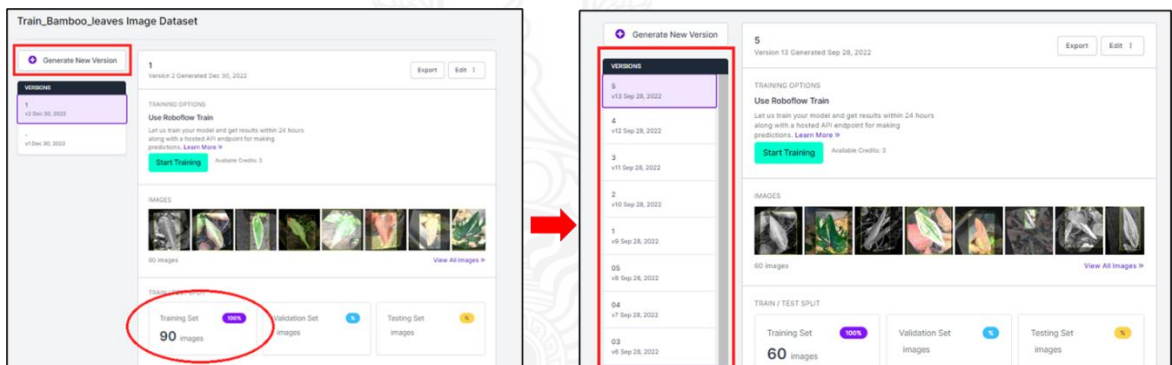 Train_Bamboo_leaves Image Dataset
Generate New Version
VERSIONS
1
v2 Dec 30, 2022
-
v1 Dec 30, 2022
1
Version 2 Generated Dec 30, 2022
Export
Edit
TRAINING OPTIONS
Use Roboflow Train
Let us train your model and get results within 24 hours
along with a hosted API endpoint for making
predictions. Learn More »
Start Training
Available Credits: 3
IMAGES
90 images
View All Images »
TRAIN / TEST SPLIT
Training Set 100%
90 images
Validation Set %
images
Testing Set %
images
Generate New Version
VERSIONS
5
v13 Sep 28, 2022
4
v12 Sep 28, 2022
3
v11 Sep 28, 2022
2
v10 Sep 28, 2022
1
v9 Sep 28, 2022
05
v8 Sep 28, 2022
04
v7 Sep 28, 2022
03
v6 Sep 28, 2022
5
Version 13 Generated Sep 28, 2022
Export
Edit
TRAINING OPTIONS
Use Roboflow Train
Let us train your model and get results within 24 hours
along with a hosted API endpoint for making
predictions. Learn More »
Start Training
Available Credits: 3
IMAGES
60 images
View All Images »
TRAIN / TEST SPLIT
Training Set 100%
60 images
Validation Set %
images
Testing Set %
images